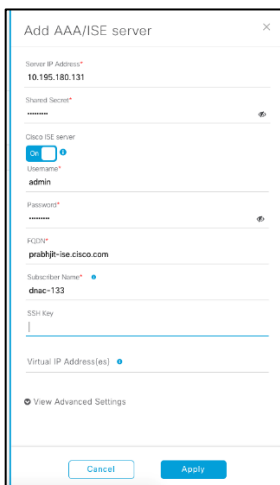 Add AAA/ISE server
Server IP Address*
10.195.180.131
Shared Secret*
Cisco ISE server
On
Username*
admin
Password*
FQDN*
prabhjit-ise.cisco.com
Subscriber Name*
dnac-133
SSH Key
Virtual IP Address(es)
View Advanced Settings
Cancel
Apply